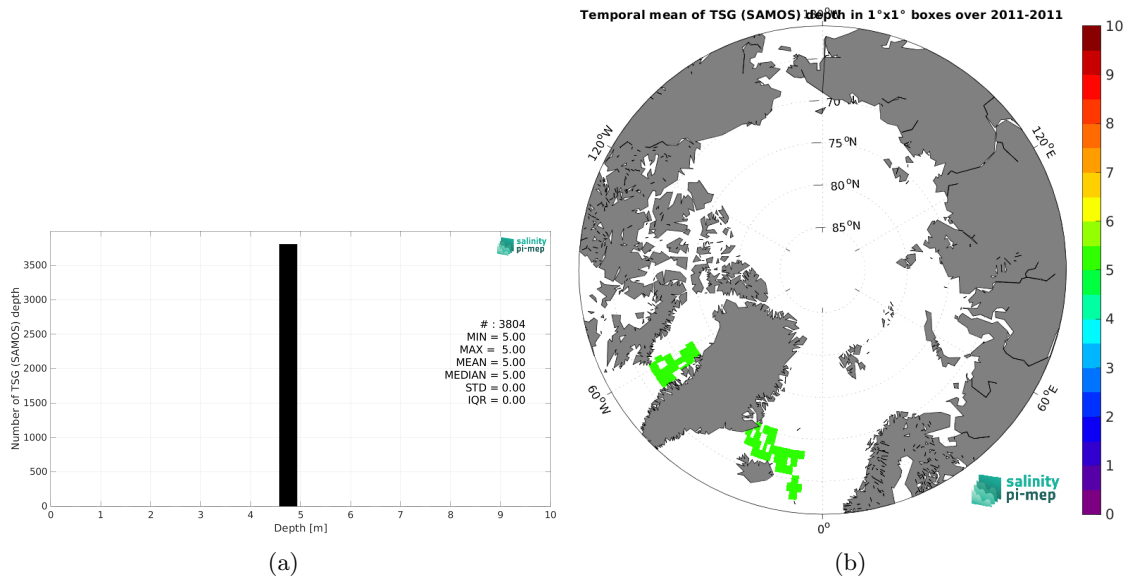 Number of TSG (SAMOS) depth
3500
3000
2500
2000
1500
1000
500
0
0 1 2 3 4 5 6 7 8 9 10
Depth [m]
salinity
pi-mep
# : 3804
MIN = 5.00
MAX = 5.00
MEAN = 5.00
MEDIAN = 5.00
STD = 0.00
IQR = 0.00
(a)
Temporal mean of TSG (SAMOS) depth in 1°x1° boxes over 2011-2011
180°W
120°W
60°W
0°
60°E
120°E
70°N
75°N
80°N
85°N
salinity
pi-mep
10
9
8
7
6
5
4
3
2
1
0
(b)